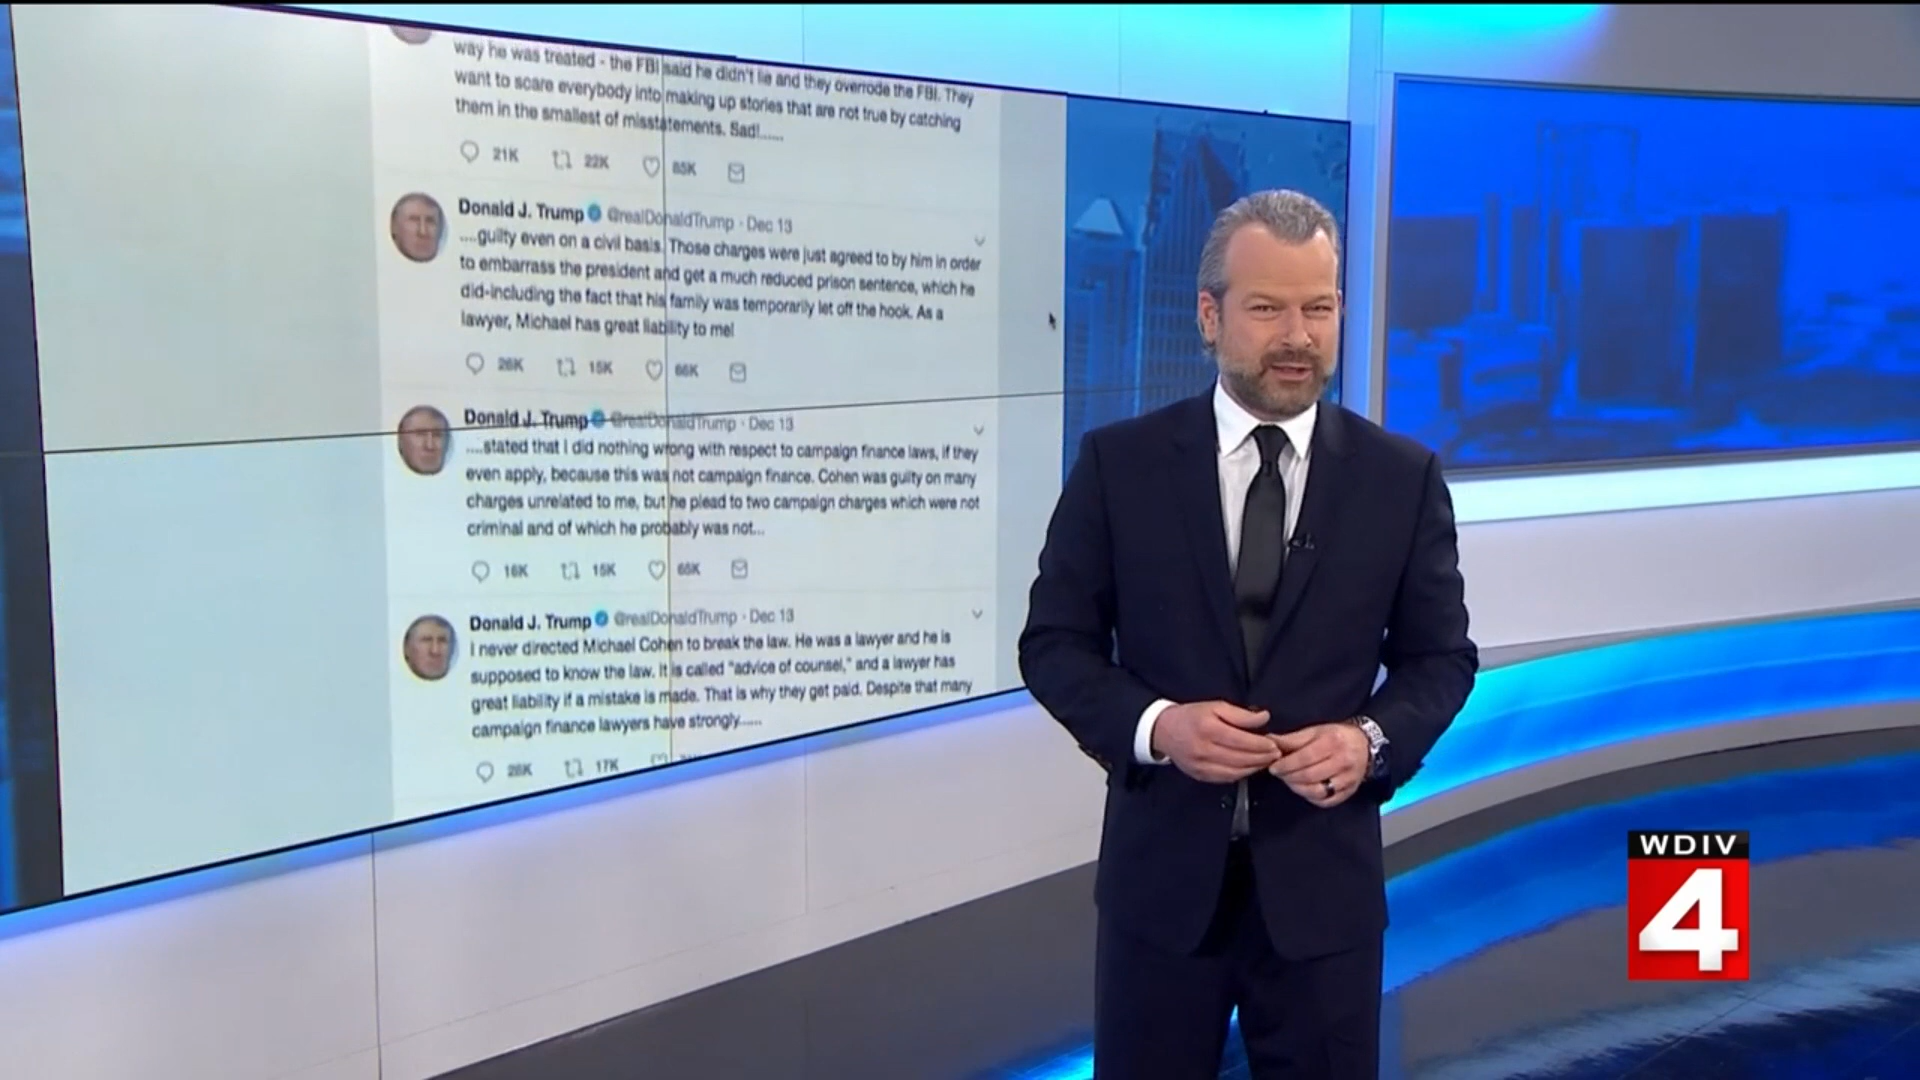 way he was treated - the FBI said he didn't lie and they overrode the FBI. They
want to scare everybody into making up stories that are not true by catching
them in the smallest of misstatements. Sad!......
21K 22K 85K
Donald J. Trump @realDonaldTrump · Dec 13
....guilty even on a civil basis. Those charges were just agreed to by him in order
to embarrass the president and get a much reduced prison sentence, which he
did-including the fact that his family was temporarily let off the hook. As a
lawyer, Michael has great liability to me!
26K 15K 66K
Donald J. Trump @realDonaldTrump · Dec 13
....stated that I did nothing wrong with respect to campaign finance laws, if they
even apply, because this was not campaign finance. Cohen was guilty on many
charges unrelated to me, but he plead to two campaign charges which were not
criminal and of which he probably was not...
16K 15K 65K
Donald J. Trump @realDonaldTrump · Dec 13
I never directed Michael Cohen to break the law. He was a lawyer and he is
supposed to know the law. It is called "advice of counsel," and a lawyer has
great liability if a mistake is made. That is why they get paid. Despite that many
campaign finance lawyers have strongly......
26K 17K
WDIV
4